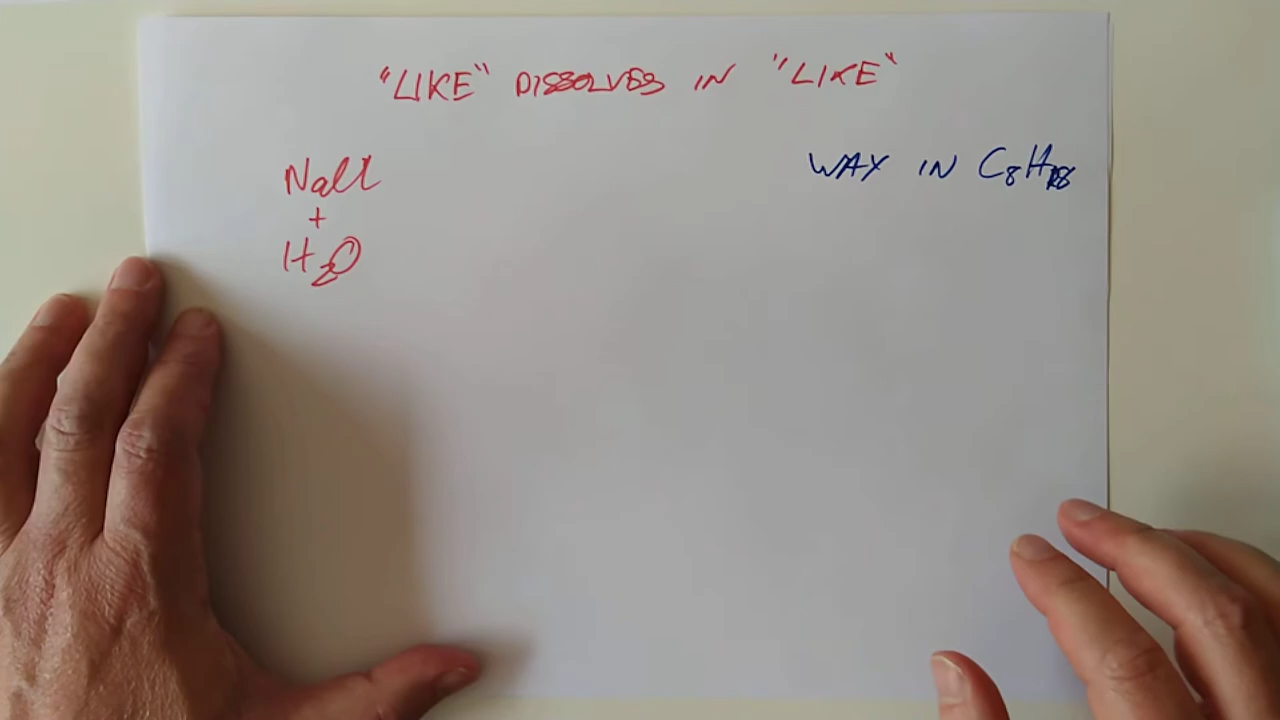 "LIKE" DISSOLVES IN "LIKE"
NaCl
+
H₂O
WAX IN C₈H₁₈